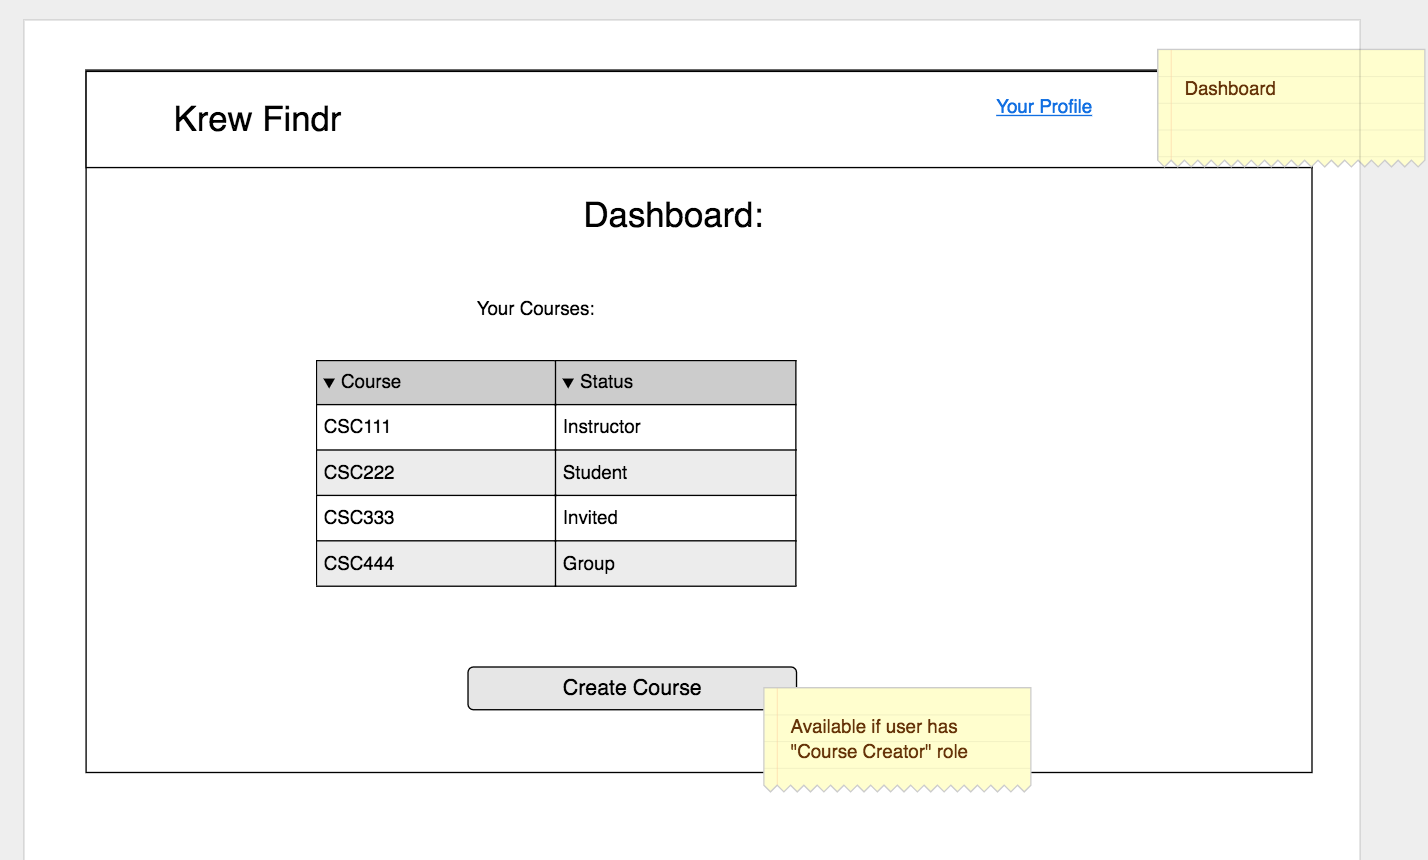 Krew Findr
Your Profile
Dashboard
Dashboard:
Your Courses:
▼ Course ▼ Status
CSC111 Instructor
CSC222 Student
CSC333 Invited
CSC444 Group
Create Course
Available if user has
"Course Creator" role